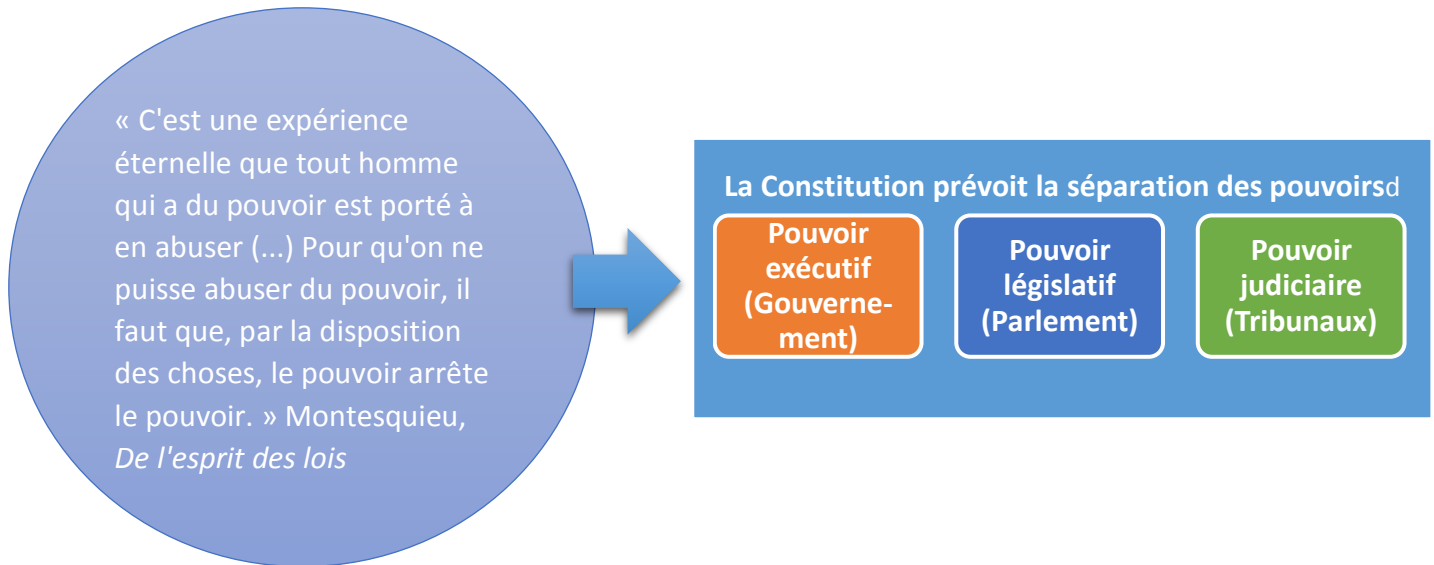 « C'est une expérience
éternelle que tout homme
qui a du pouvoir est porté à
en abuser (...) Pour qu'on ne
puisse abuser du pouvoir, il
faut que, par la disposition
des choses, le pouvoir arrête
le pouvoir. » Montesquieu,
De l'esprit des lois
La Constitution prévoit la séparation des pouvoirsd
Pouvoir
exécutif
(Gouverne-
ment)
Pouvoir
législatif
(Parlement)
Pouvoir
judiciaire
(Tribunaux)